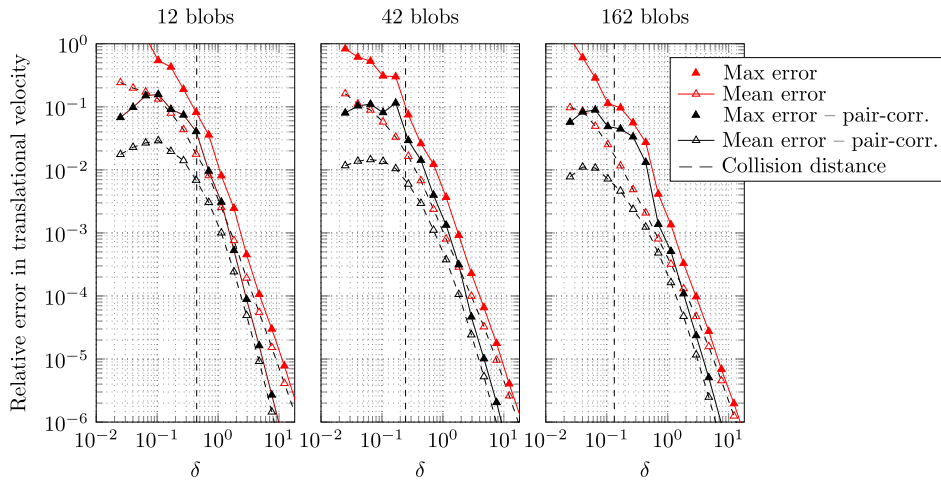 12 blobs
42 blobs
162 blobs
Relative error in translational velocity
10^0
10^−1
10^−2
10^−3
10^−4
10^−5
10^−6
10^−2 10^−1 10^0 10^1
10^−2 10^−1 10^0 10^1
10^−2 10^−1 10^0 10^1
δ
δ
δ
Max error
Mean error
Max error – pair-corr.
Mean error – pair-corr.
Collision distance